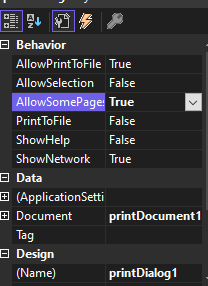 Behavior
AllowPrintToFile True
AllowSelection False
AllowSomePages True
PrintToFile False
ShowHelp False
ShowNetwork True
Data
(ApplicationSetti
Document printDocument1
Tag
Design
(Name) printDialog1